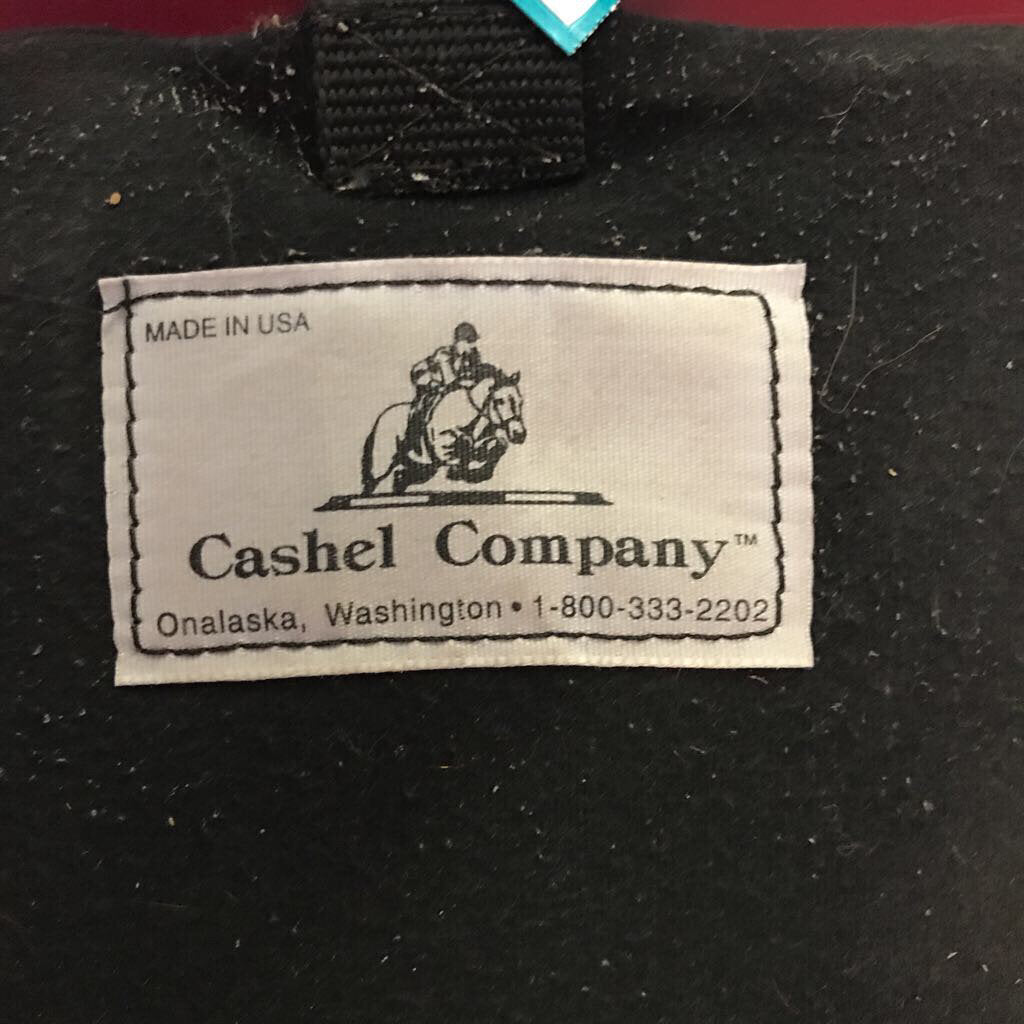 MADE IN USA
Cashel Company™
Onalaska, Washington • 1-800-333-2202